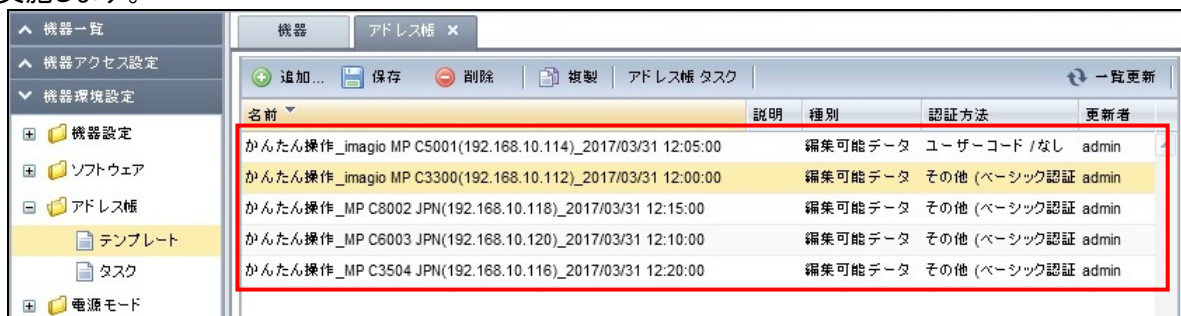 実施します。
機器一覧
機器アクセス設定
機器環境設定
機器設定
ソフトウェア
アドレス帳
テンプレート
タスク
電源モード
機器 アドレス帳 ×
追加... 保存 削除 複製 アドレス帳 タスク 一覧更新
名前 説明 種別 認証方法 更新者
かんたん操作_imagio MP C5001(192.168.10.114)_2017/03/31 12:05:00 編集可能データ ユーザーコード /なし admin
かんたん操作_imagio MP C3300(192.168.10.112)_2017/03/31 12:00:00 編集可能データ その他 (ベーシック認証 admin
かんたん操作_MP C8002 JPN(192.168.10.118)_2017/03/31 12:15:00 編集可能データ その他 (ベーシック認証 admin
かんたん操作_MP C6003 JPN(192.168.10.120)_2017/03/31 12:10:00 編集可能データ その他 (ベーシック認証 admin
かんたん操作_MP C3504 JPN(192.168.10.116)_2017/03/31 12:20:00 編集可能データ その他 (ベーシック認証 admin